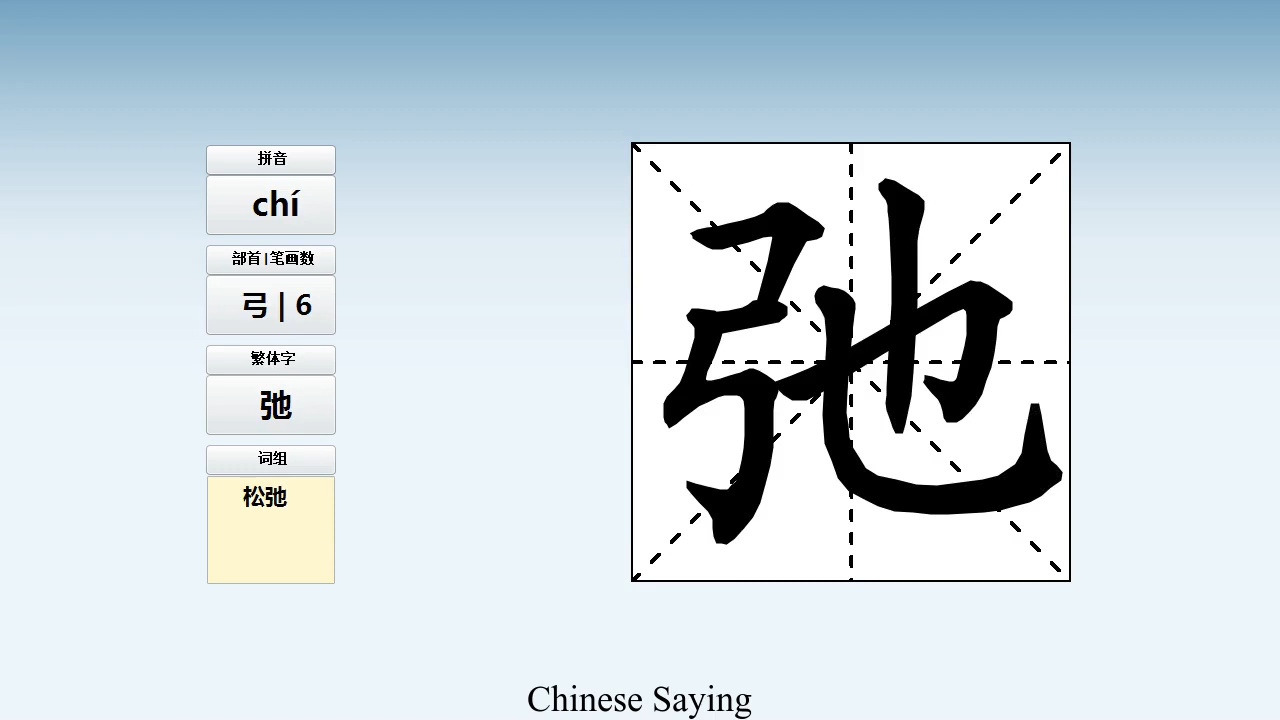 拼音
chí
部首|笔画数
弓 | 6
繁体字
弛
词组
松弛
弛
Chinese Saying